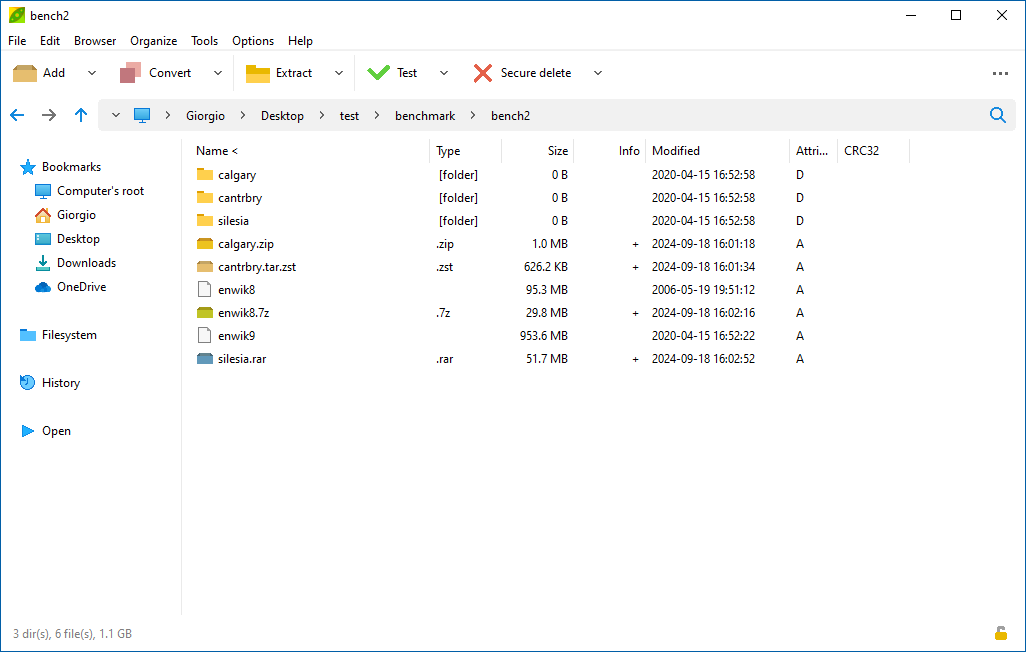 bench2
File Edit Browser Organize Tools Options Help
Add Convert Extract Test Secure delete
Giorgio Desktop test benchmark bench2
Name < Type Size Info Modified Attri... CRC32
calgary [folder] 0 B 2020-04-15 16:52:58 D
cantrbry [folder] 0 B 2020-04-15 16:52:58 D
silesia [folder] 0 B 2020-04-15 16:52:58 D
calgary.zip .zip 1.0 MB + 2024-09-18 16:01:18 A
cantrbry.tar.zst .zst 626.2 KB + 2024-09-18 16:01:34 A
enwik8 95.3 MB 2006-05-19 19:51:12 A
enwik8.7z .7z 29.8 MB + 2024-09-18 16:02:16 A
enwik9 953.6 MB 2020-04-15 16:52:22 A
silesia.rar .rar 51.7 MB + 2024-09-18 16:02:52 A
Bookmarks
Computer's root
Giorgio
Desktop
Downloads
OneDrive
Filesystem
History
Open
3 dir(s), 6 file(s), 1.1 GB